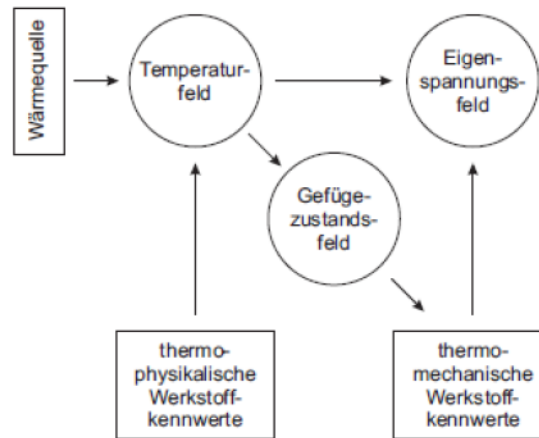 Wärmequelle
Temperatur-
feld
Eigen-
spannungs-
feld
Gefüge-
zustands-
feld
thermo-
physikalische
Werkstoff-
kennwerte
thermo-
mechanische
Werkstoff-
kennwerte